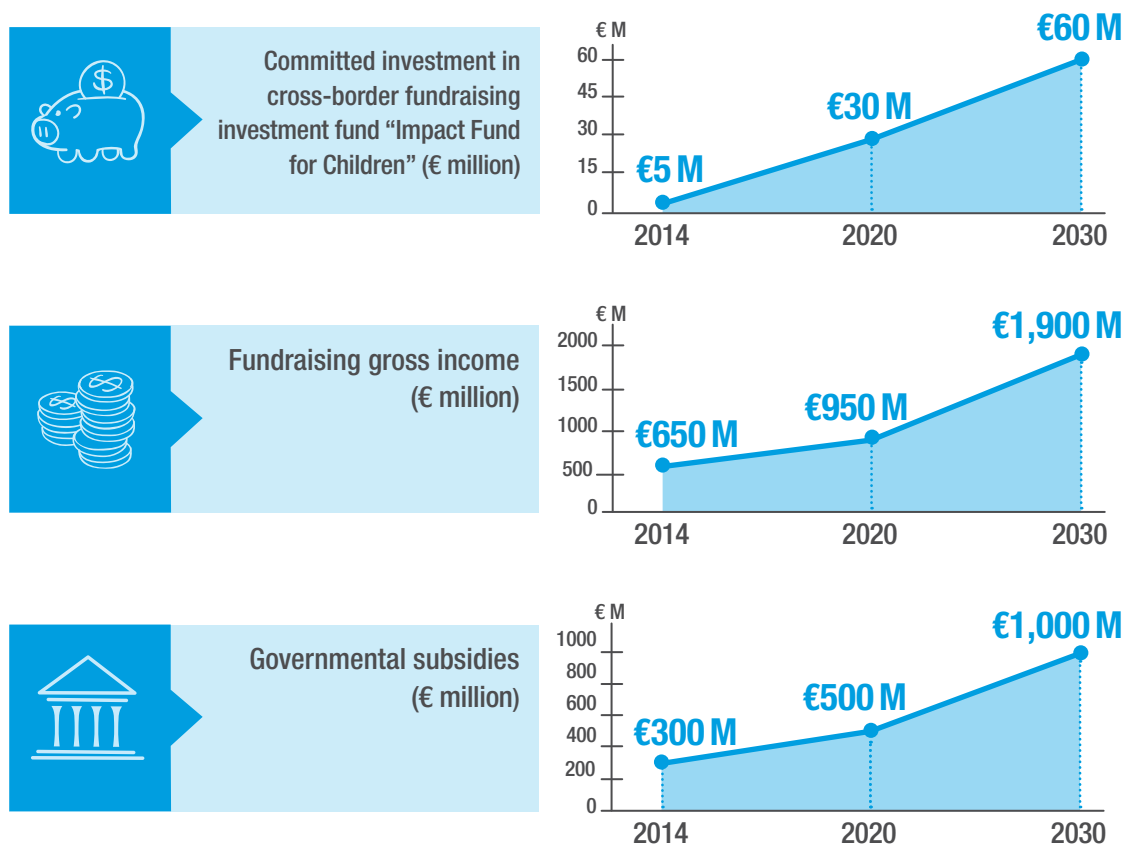 Committed investment in
cross-border fundraising
investment fund “Impact Fund
for Children” (€ million)
€ M
60
45
30
15
0
€5 M
€30 M
€60 M
2014 2020 2030
Fundraising gross income
(€ million)
€ M
2000
1500
1000
500
0
€650 M
€950 M
€1,900 M
2014 2020 2030
Governmental subsidies
(€ million)
€ M
1000
800
600
400
200
0
€300 M
€500 M
€1,000 M
2014 2020 2030